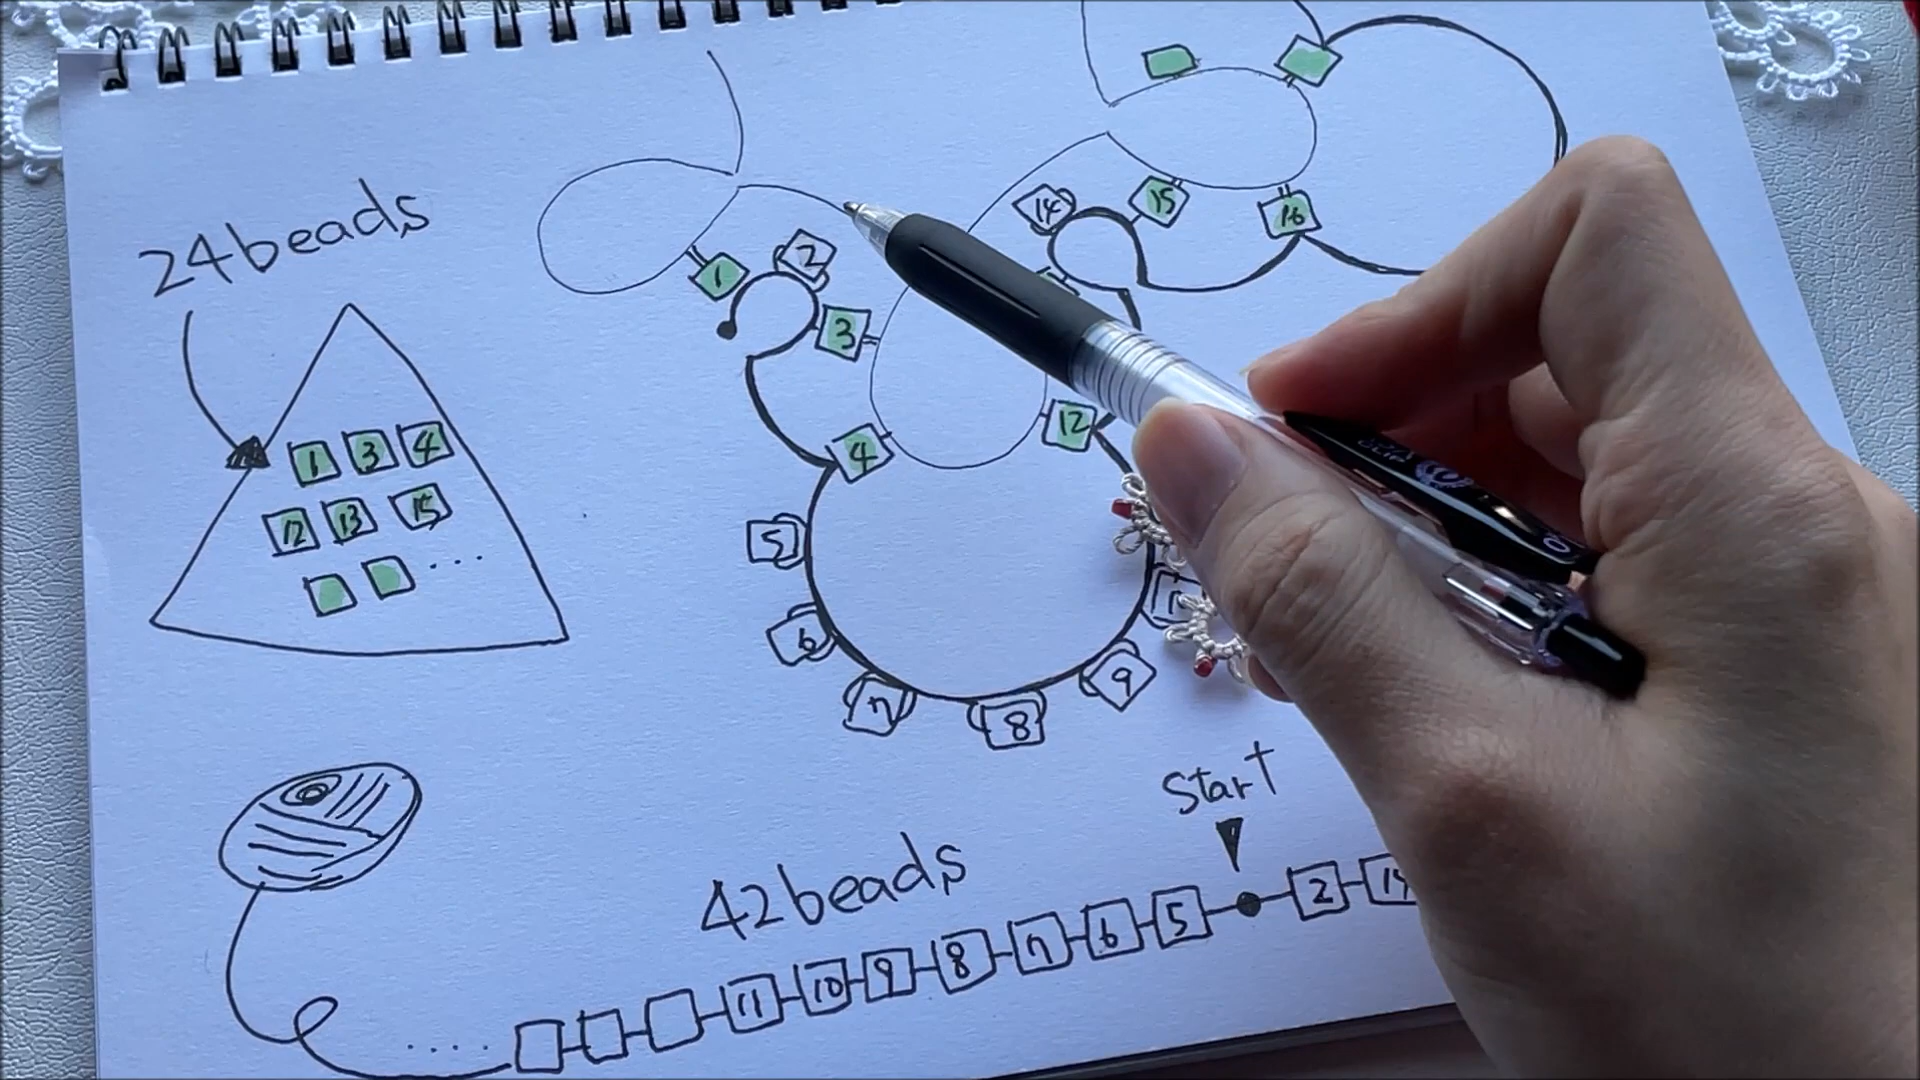 24beads
1 3 4
12 13 15
....
14 15 16
1 2
3
12
4
5
6
7
8
9
Start
42beads
..... 11 10 9 8 7 6 5 2 14